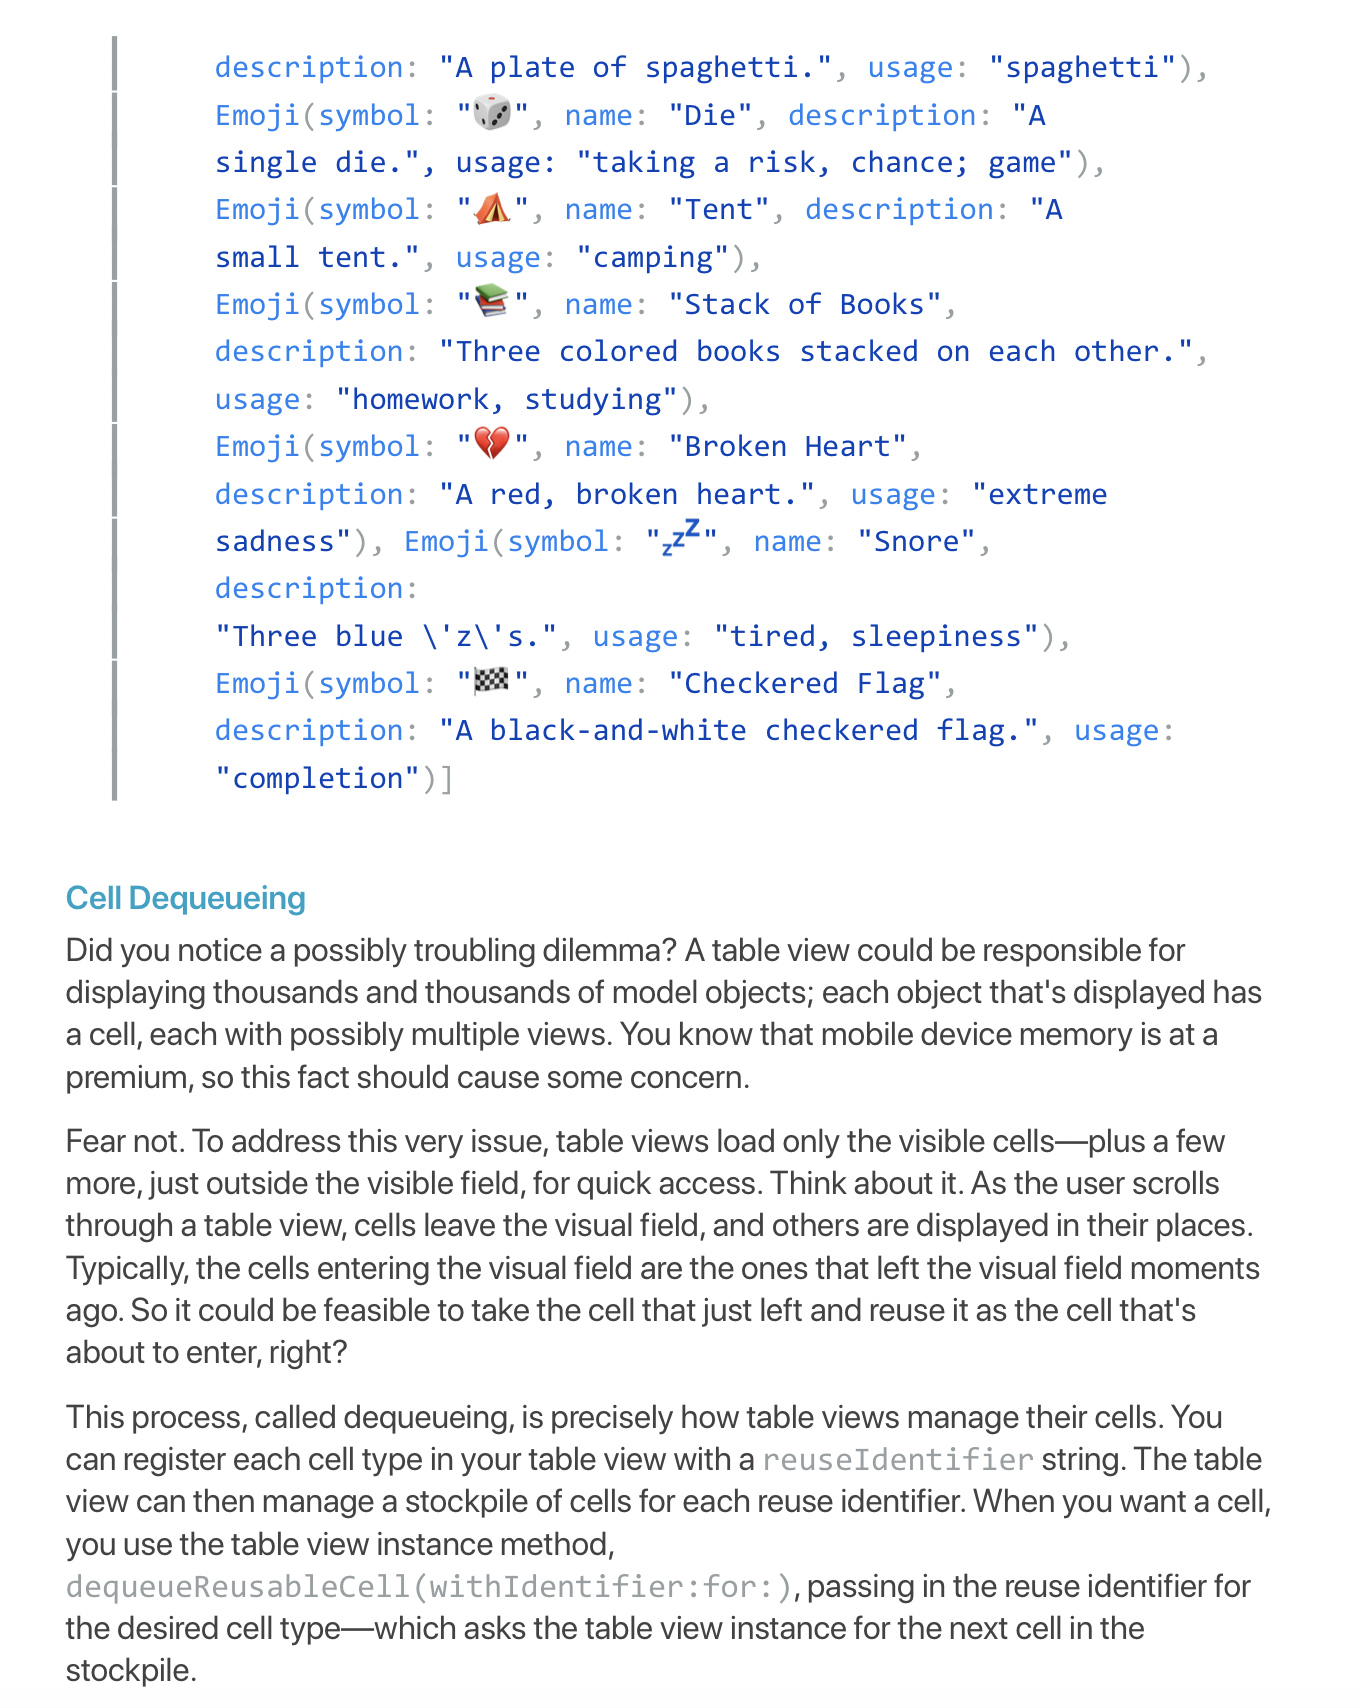 description: "A plate of spaghetti.", usage: "spaghetti"),
Emoji(symbol: "🎲", name: "Die", description: "A
single die.", usage: "taking a risk, chance; game"),
Emoji(symbol: "⛺️", name: "Tent", description: "A
small tent.", usage: "camping"),
Emoji(symbol: "📚", name: "Stack of Books",
description: "Three colored books stacked on each other.",
usage: "homework, studying"),
Emoji(symbol: "💔", name: "Broken Heart",
description: "A red, broken heart.", usage: "extreme
sadness"), Emoji(symbol: "💤", name: "Snore",
description:
"Three blue \'z\'s.", usage: "tired, sleepiness"),
Emoji(symbol: "🏁", name: "Checkered Flag",
description: "A black-and-white checkered flag.", usage:
"completion")]
Cell Dequeueing
Did you notice a possibly troubling dilemma? A table view could be responsible for
displaying thousands and thousands of model objects; each object that's displayed has
a cell, each with possibly multiple views. You know that mobile device memory is at a
premium, so this fact should cause some concern.
Fear not. To address this very issue, table views load only the visible cells—plus a few
more, just outside the visible field, for quick access. Think about it. As the user scrolls
through a table view, cells leave the visual field, and others are displayed in their places.
Typically, the cells entering the visual field are the ones that left the visual field moments
ago. So it could be feasible to take the cell that just left and reuse it as the cell that's
about to enter, right?
This process, called dequeueing, is precisely how table views manage their cells. You
can register each cell type in your table view with a reuseIdentifier string. The table
view can then manage a stockpile of cells for each reuse identifier. When you want a cell,
you use the table view instance method,
dequeueReusableCell(withIdentifier:for:), passing in the reuse identifier for
the desired cell type—which asks the table view instance for the next cell in the
stockpile.